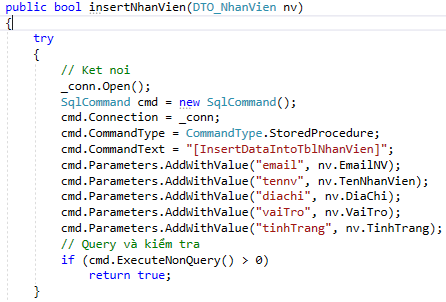 public bool insertNhanVien(DTO_NhanVien nv)
{
try
{
// Ket noi
_conn.Open();
SqlCommand cmd = new SqlCommand();
cmd.Connection = _conn;
cmd.CommandType = CommandType.StoredProcedure;
cmd.CommandText = "[InsertDataIntoTblNhanVien]";
cmd.Parameters.AddWithValue("email", nv.EmailNV);
cmd.Parameters.AddWithValue("tennv", nv.TenNhanVien);
cmd.Parameters.AddWithValue("diachi", nv.DiaChi);
cmd.Parameters.AddWithValue("vaiTro", nv.VaiTro);
cmd.Parameters.AddWithValue("tinhTrang", nv.TinhTrang);
// Query và kiểm tra
if (cmd.ExecuteNonQuery() > 0)
return true;
}